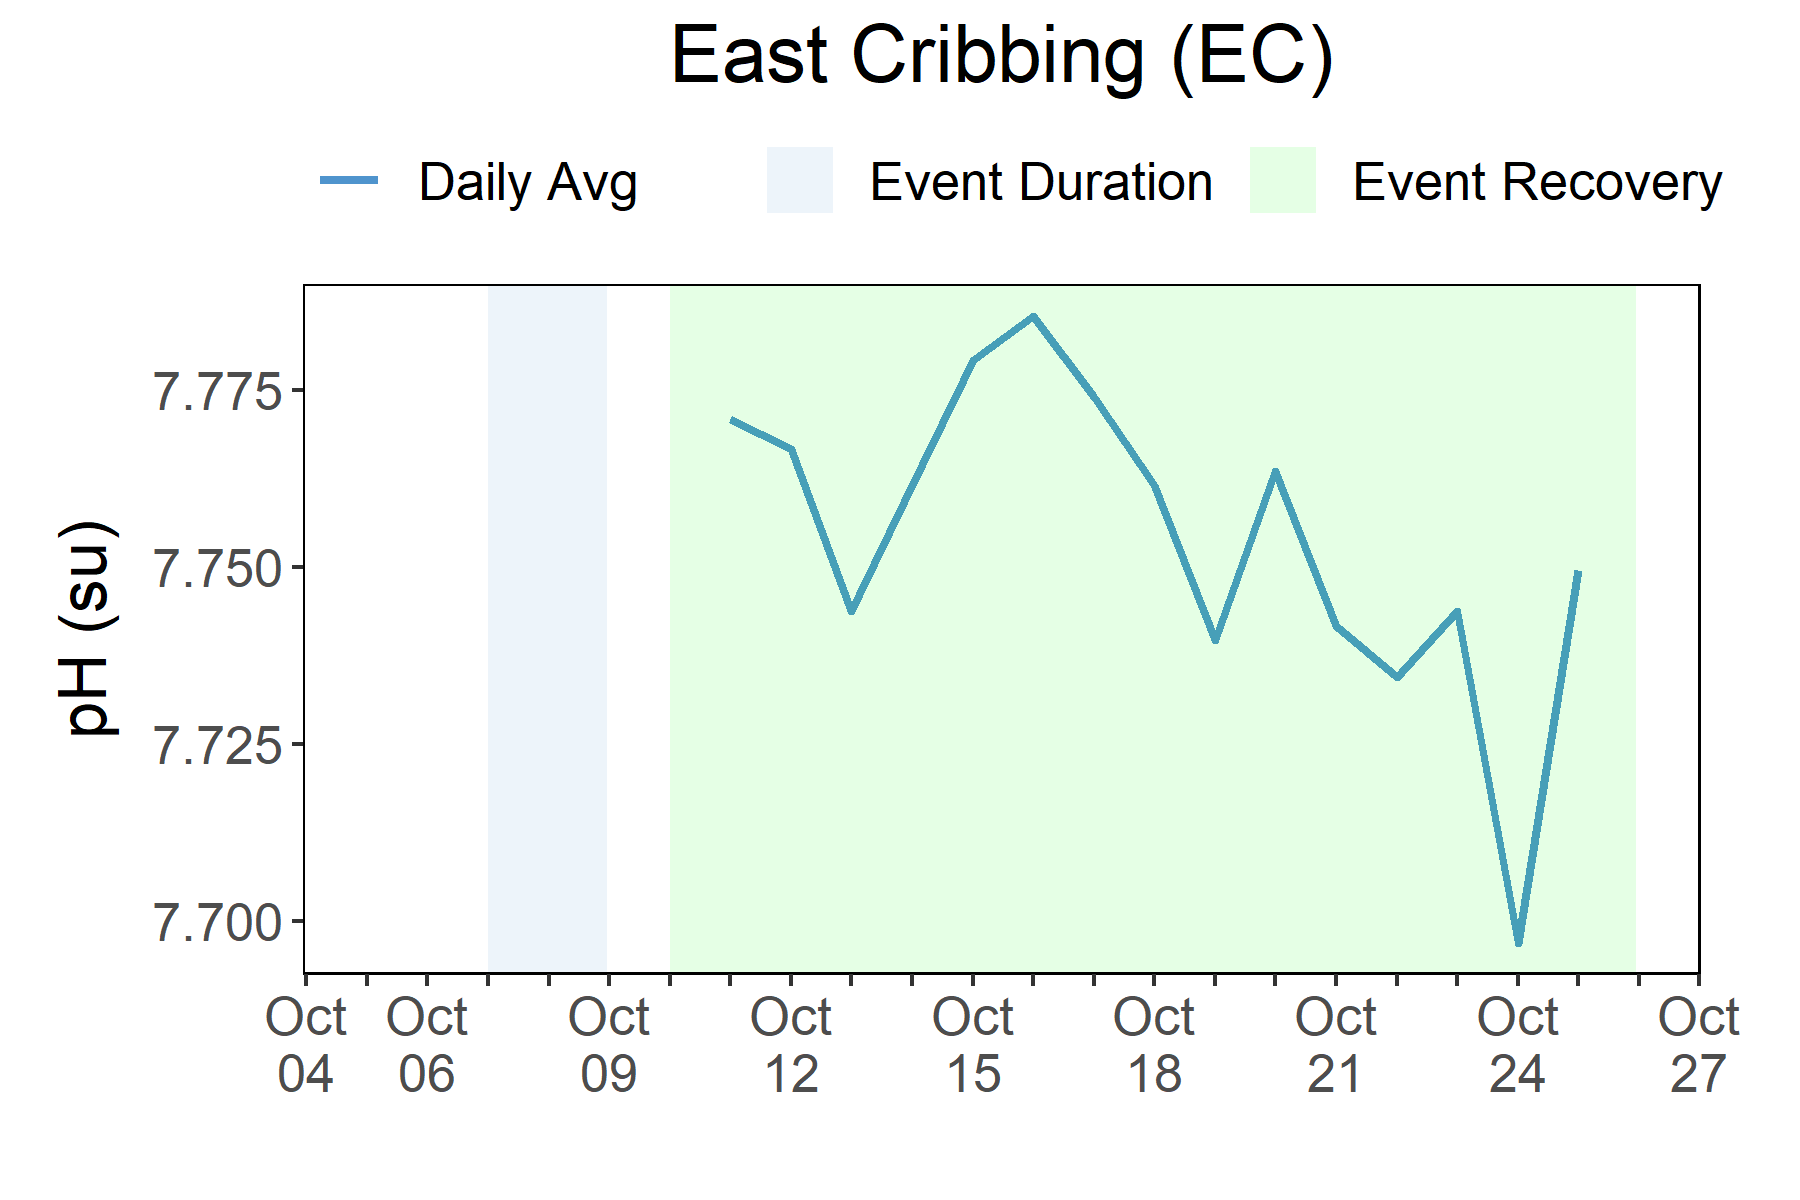 East Cribbing (EC)
Daily Avg Event Duration Event Recovery
pH (su)
7.775
7.750
7.725
7.700
Oct Oct Oct Oct Oct Oct Oct Oct Oct
04 06 09 12 15 18 21 24 27